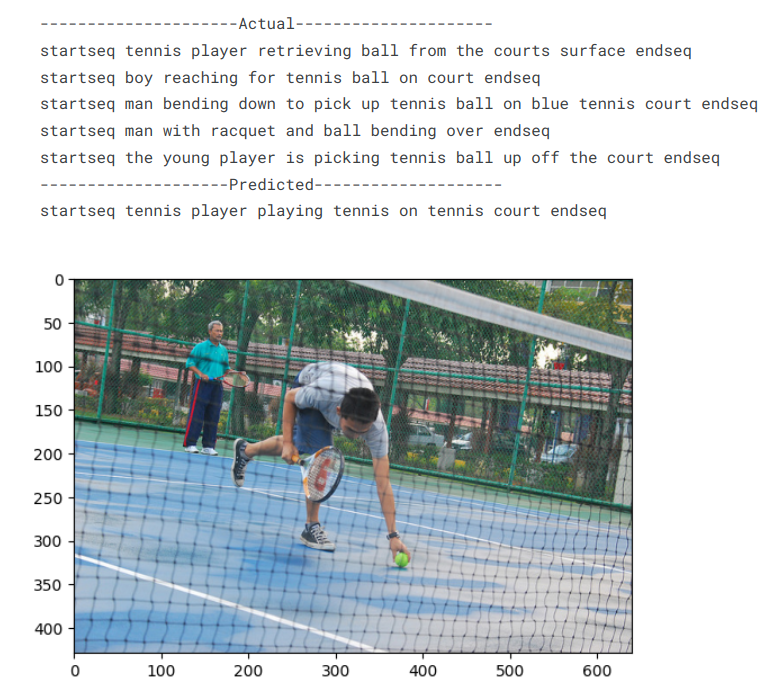 ---------------------Actual---------------------
startseq tennis player retrieving ball from the courts surface endseq
startseq boy reaching for tennis ball on court endseq
startseq man bending down to pick up tennis ball on blue tennis court endseq
startseq man with racquet and ball bending over endseq
startseq the young player is picking tennis ball up off the court endseq
--------------------Predicted--------------------
startseq tennis player playing tennis on tennis court endseq
0
50
100
150
200
250
300
350
400
0 100 200 300 400 500 600